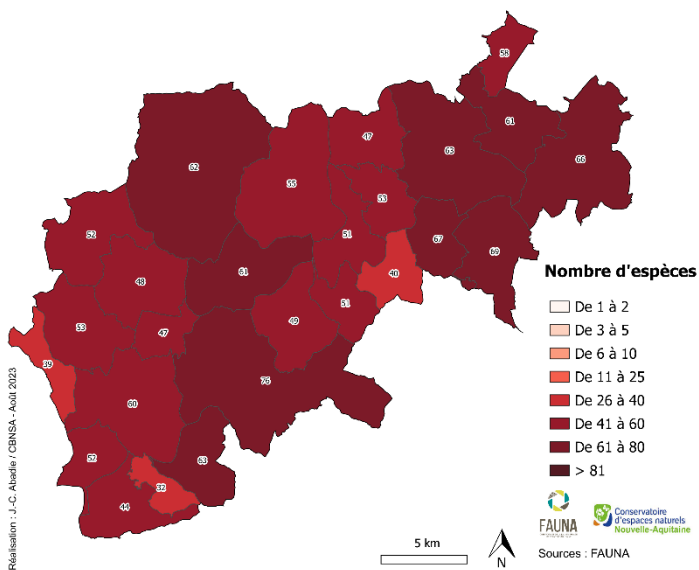 58
61
66
47
63
62
55
53
52
51
67
69
61
40
48
51
53
47
49
39
76
60
52
63
32
44
Nombre d'espèces
De 1 à 2
De 3 à 5
De 6 à 10
De 11 à 25
De 26 à 40
De 41 à 60
De 61 à 80
> 81
FAUNA
Conservatoire
d'espaces naturels
Nouvelle-Aquitaine
5 km
N
Sources : FAUNA
Réalisation : J.-C. Abadie / CBNSA - Août 2023